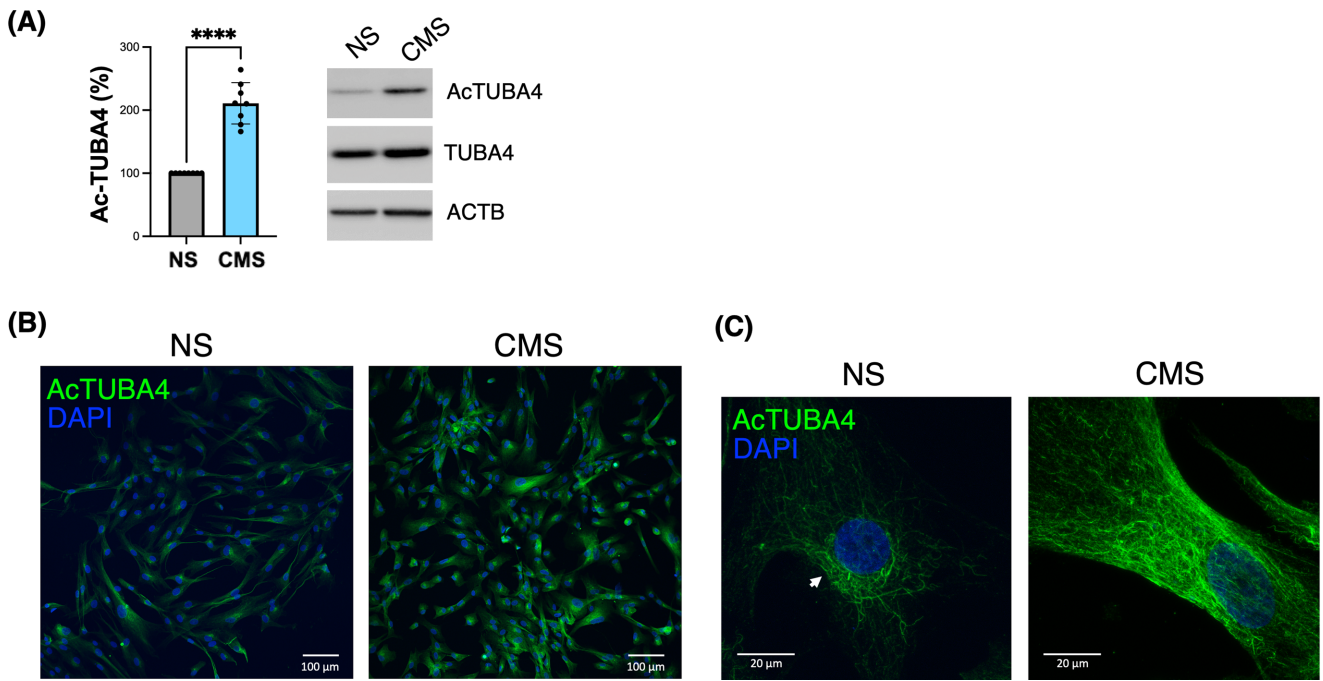 (A)
****
300
200
100
0
Ac-TUBA4 (%)
NS CMS
NS CMS
AcTUBA4
TUBA4
ACTB
(B)
NS CMS
AcTUBA4
DAPI
100 µm 100 µm
(C)
NS CMS
AcTUBA4
DAPI
20 µm 20 µm